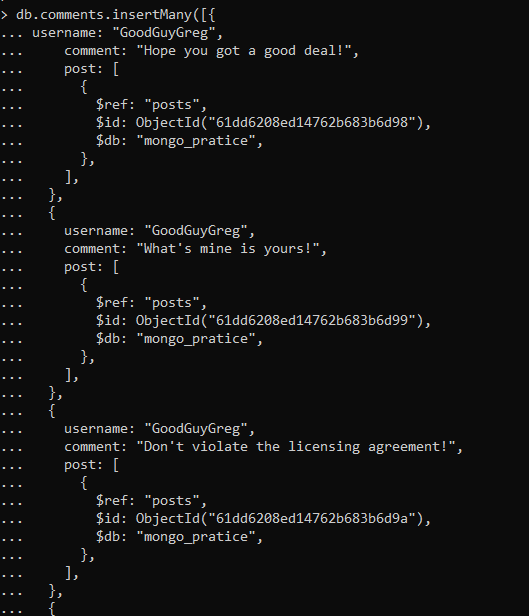 > db.comments.insertMany([{
... username: "GoodGuyGreg",
...     comment: "Hope you got a good deal!",
...     post: [
...       {
...         $ref: "posts",
...         $id: ObjectId("61dd6208ed14762b683b6d98"),
...         $db: "mongo_pratice",
...       },
...     ],
...   },
...   {
...     username: "GoodGuyGreg",
...     comment: "What's mine is yours!",
...     post: [
...       {
...         $ref: "posts",
...         $id: ObjectId("61dd6208ed14762b683b6d99"),
...         $db: "mongo_pratice",
...       },
...     ],
...   },
...   {
...     username: "GoodGuyGreg",
...     comment: "Don't violate the licensing agreement!",
...     post: [
...       {
...         $ref: "posts",
...         $id: ObjectId("61dd6208ed14762b683b6d9a"),
...         $db: "mongo_pratice",
...       },
...     ],
...   },
...   {